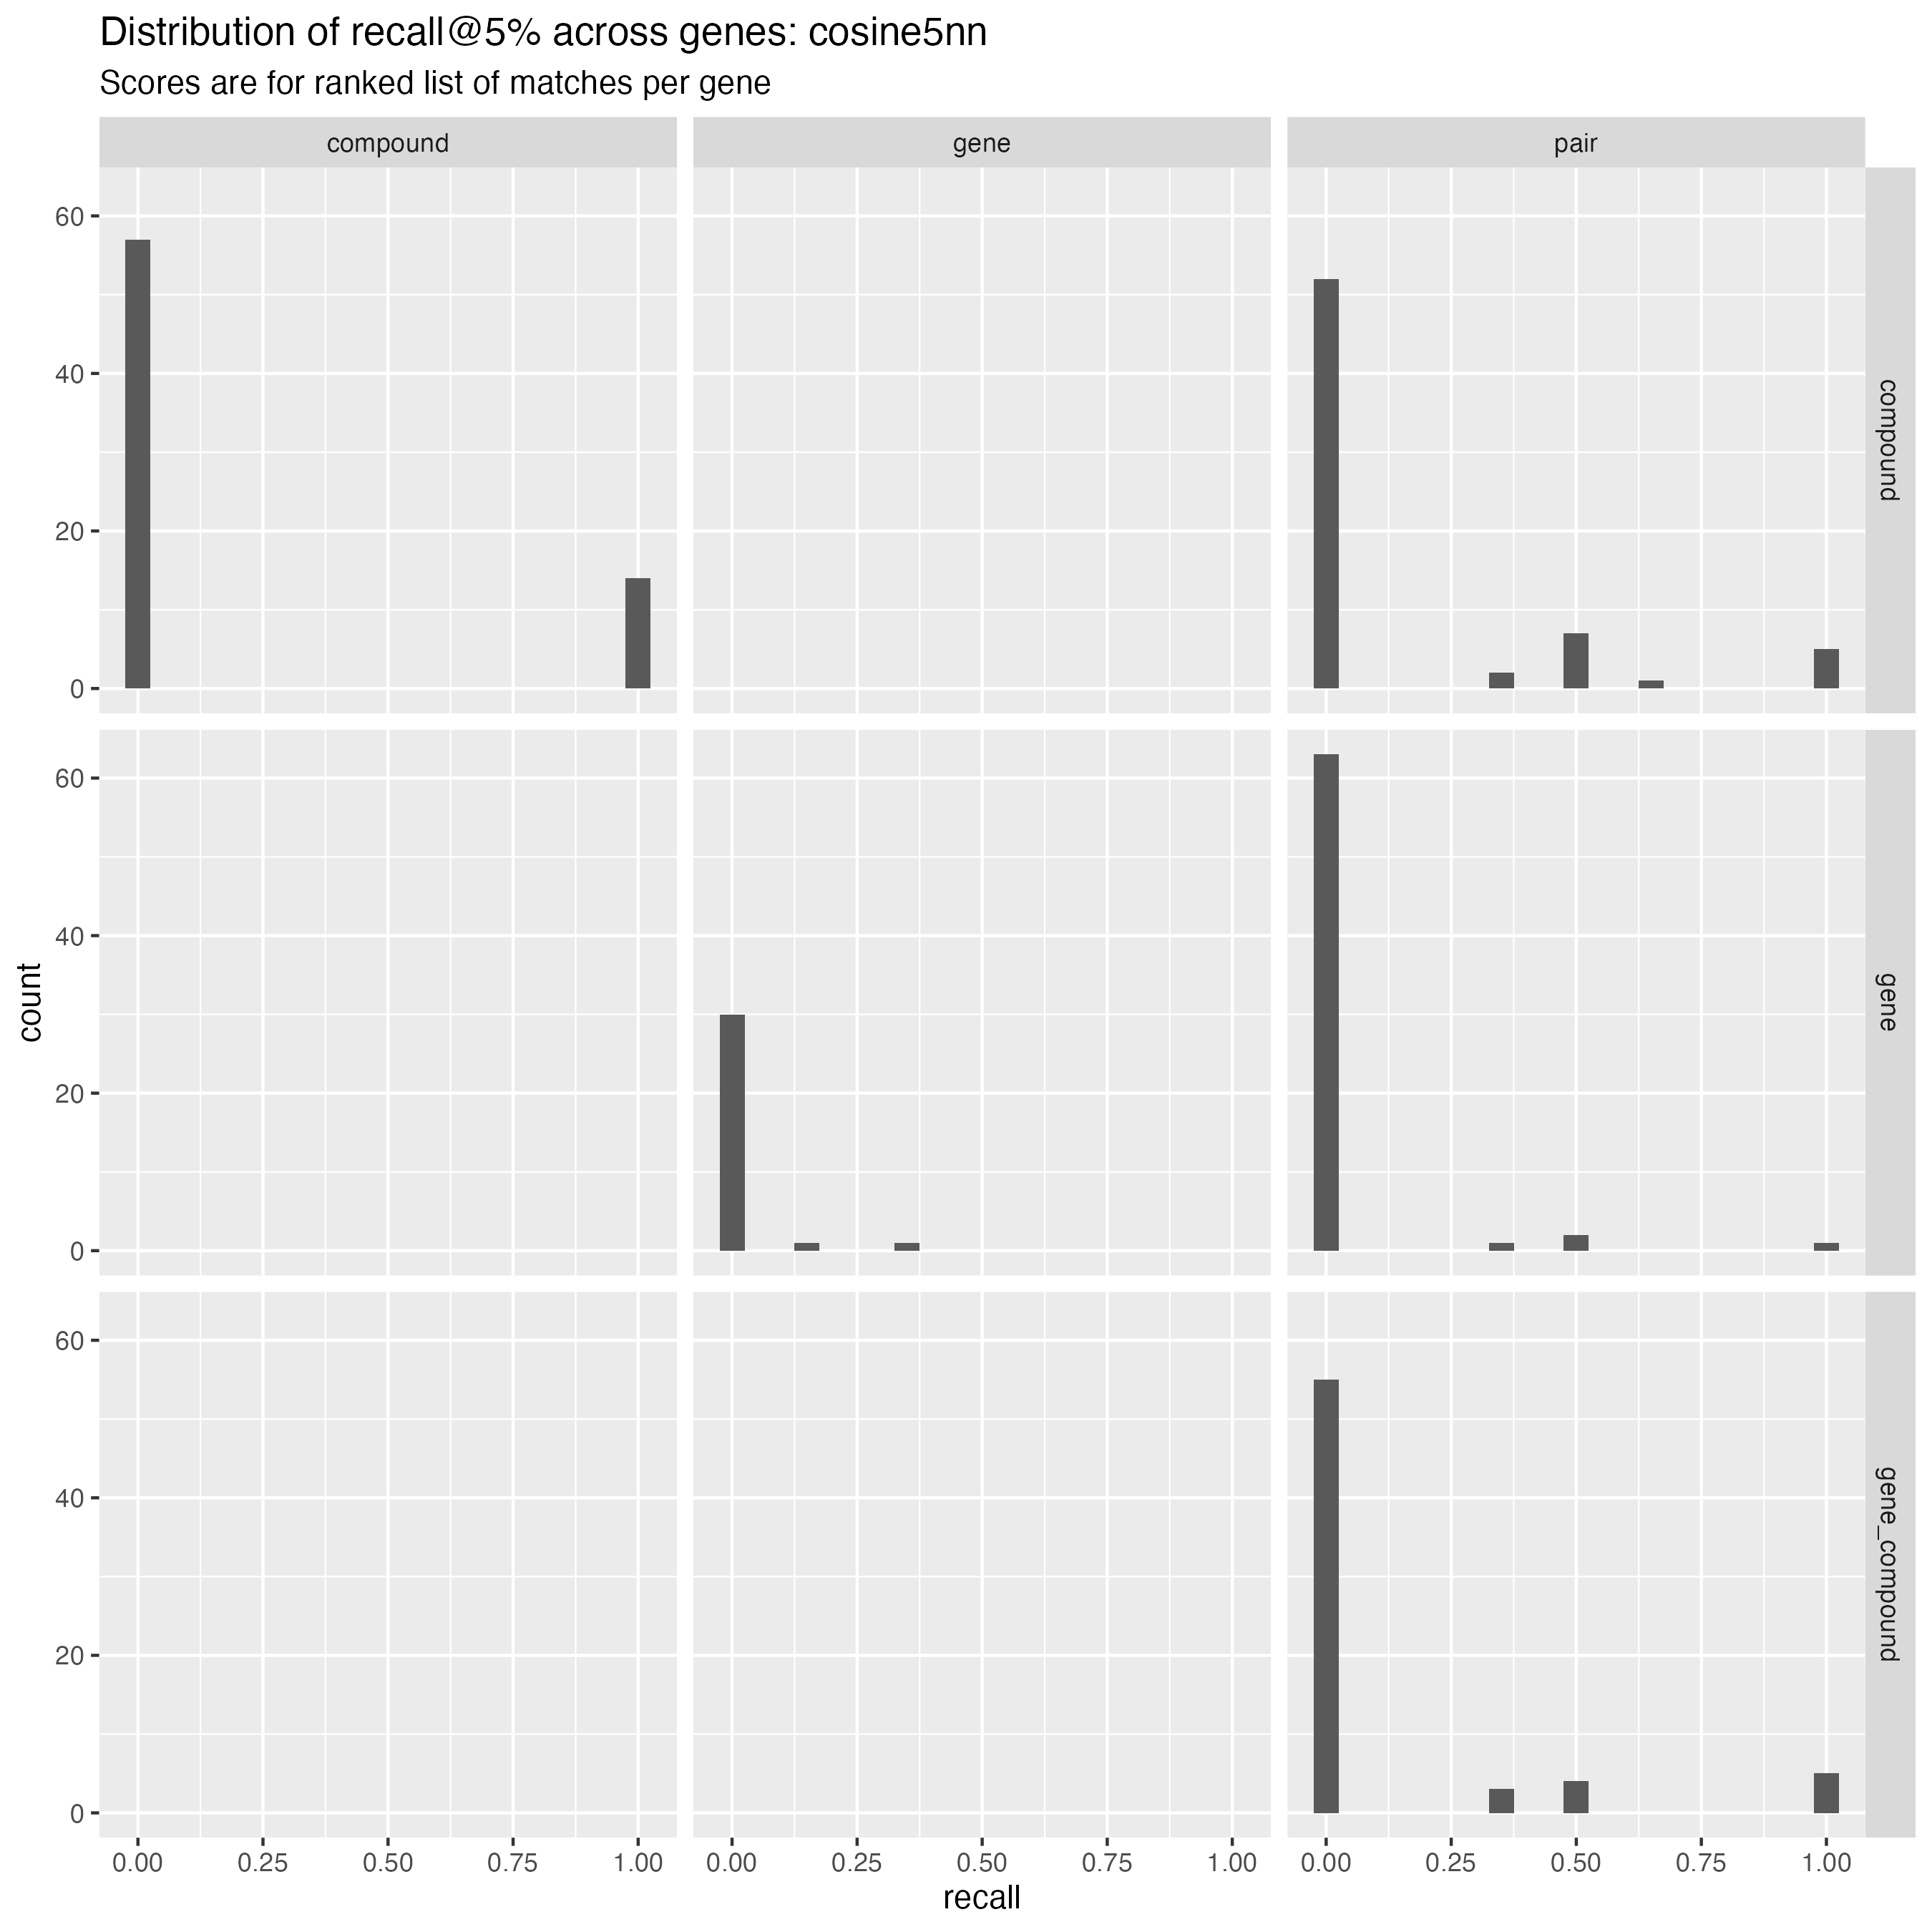 Distribution of recall@5% across genes: cosine5nn
Scores are for ranked list of matches per gene
compound gene pair
60
40
20
0
compound
count
60
40
20
0
gene
60
40
20
0
gene_compound
0.00 0.25 0.50 0.75 1.00 0.00 0.25 0.50 0.75 1.00 0.00 0.25 0.50 0.75 1.00
recall